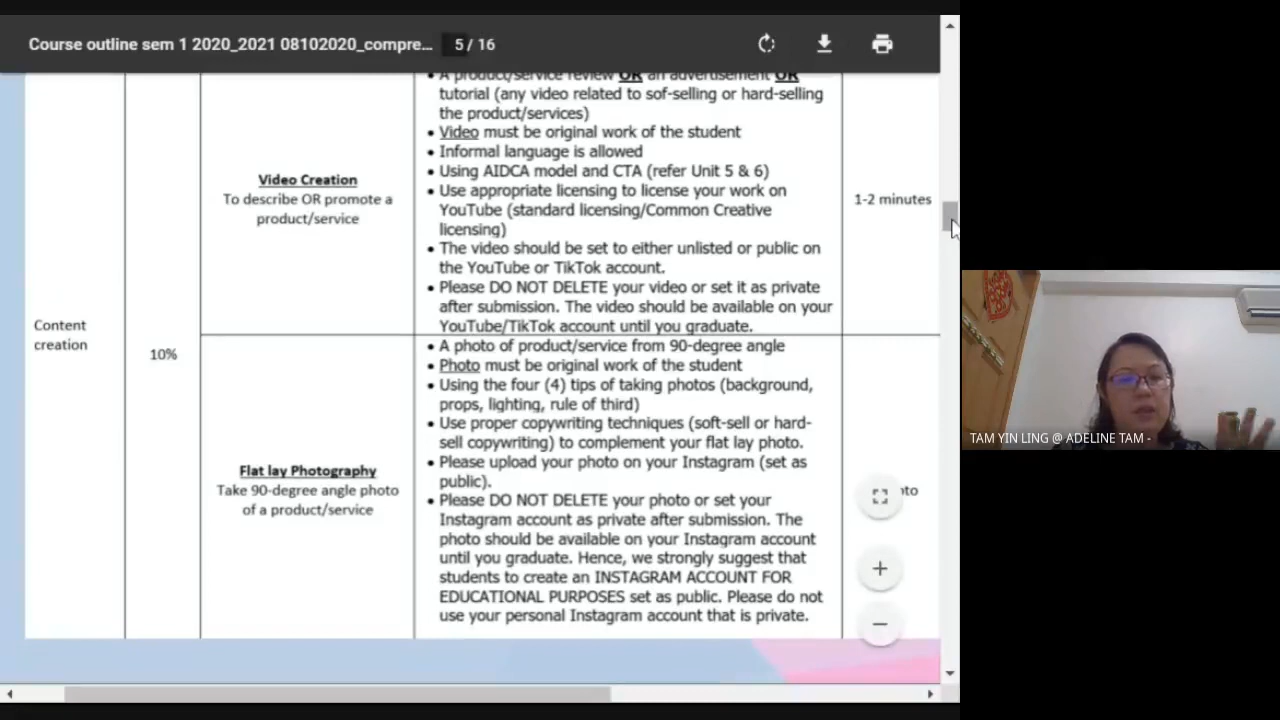 Course outline sem 1 2020_2021 08102020_compre...
5 / 16
• A product/service review OR an advertisement OR
tutorial (any video related to sof-selling or hard-selling
the product/services)
• Video must be original work of the student
• Informal language is allowed
• Using AIDCA model and CTA (refer Unit 5 & 6)
• Use appropriate licensing to license your work on
YouTube (standard licensing/Common Creative
licensing)
• The video should be set to either unlisted or public on
the YouTube or TikTok account.
• Please DO NOT DELETE your video or set it as private
after submission. The video should be available on your
YouTube/TikTok account until you graduate.
Video Creation
To describe OR promote a
product/service
1-2 minutes
Content
creation
10%
• A photo of product/service from 90-degree angle
• Photo must be original work of the student
• Using the four (4) tips of taking photos (background,
props, lighting, rule of third)
• Use proper copywriting techniques (soft-sell or hard-
sell copywriting) to complement your flat lay photo.
• Please upload your photo on your Instagram (set as
public).
• Please DO NOT DELETE your photo or set your
Instagram account as private after submission. The
photo should be available on your Instagram account
until you graduate. Hence, we strongly suggest that
students to create an INSTAGRAM ACCOUNT FOR
EDUCATIONAL PURPOSES set as public. Please do not
use your personal Instagram account that is private.
Flat lay Photography
Take 90-degree angle photo
of a product/service
TAM YIN LING @ ADELINE TAM -